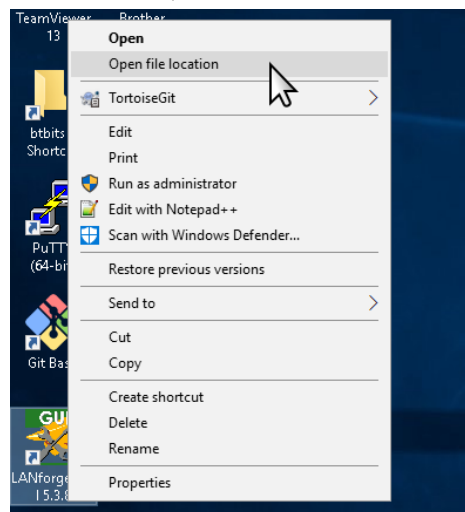 TeamViewer
13
Brother
Open
Open file location
TortoiseGit
btbits
Shortc
Edit
Print
Run as administrator
Edit with Notepad++
Scan with Windows Defender...
PuTT
(64-bi
Restore previous versions
Send to
Cut
Copy
Git Bas
Create shortcut
Delete
Rename
GU
LANforge
I 5.3.8
Properties